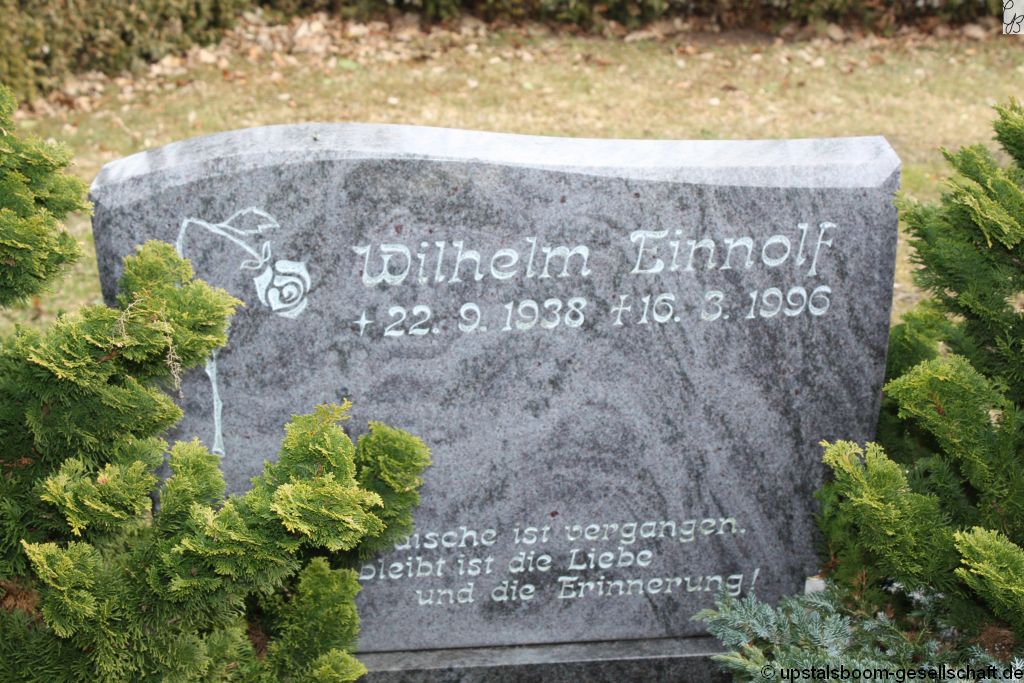 Wilhelm Einnolf
* 22. 9. 1938 † 16. 3. 1996
ist vergangen.
bleibt ist die Liebe
und die Erinnerung!
© upstalsboom-gesellschaft.de